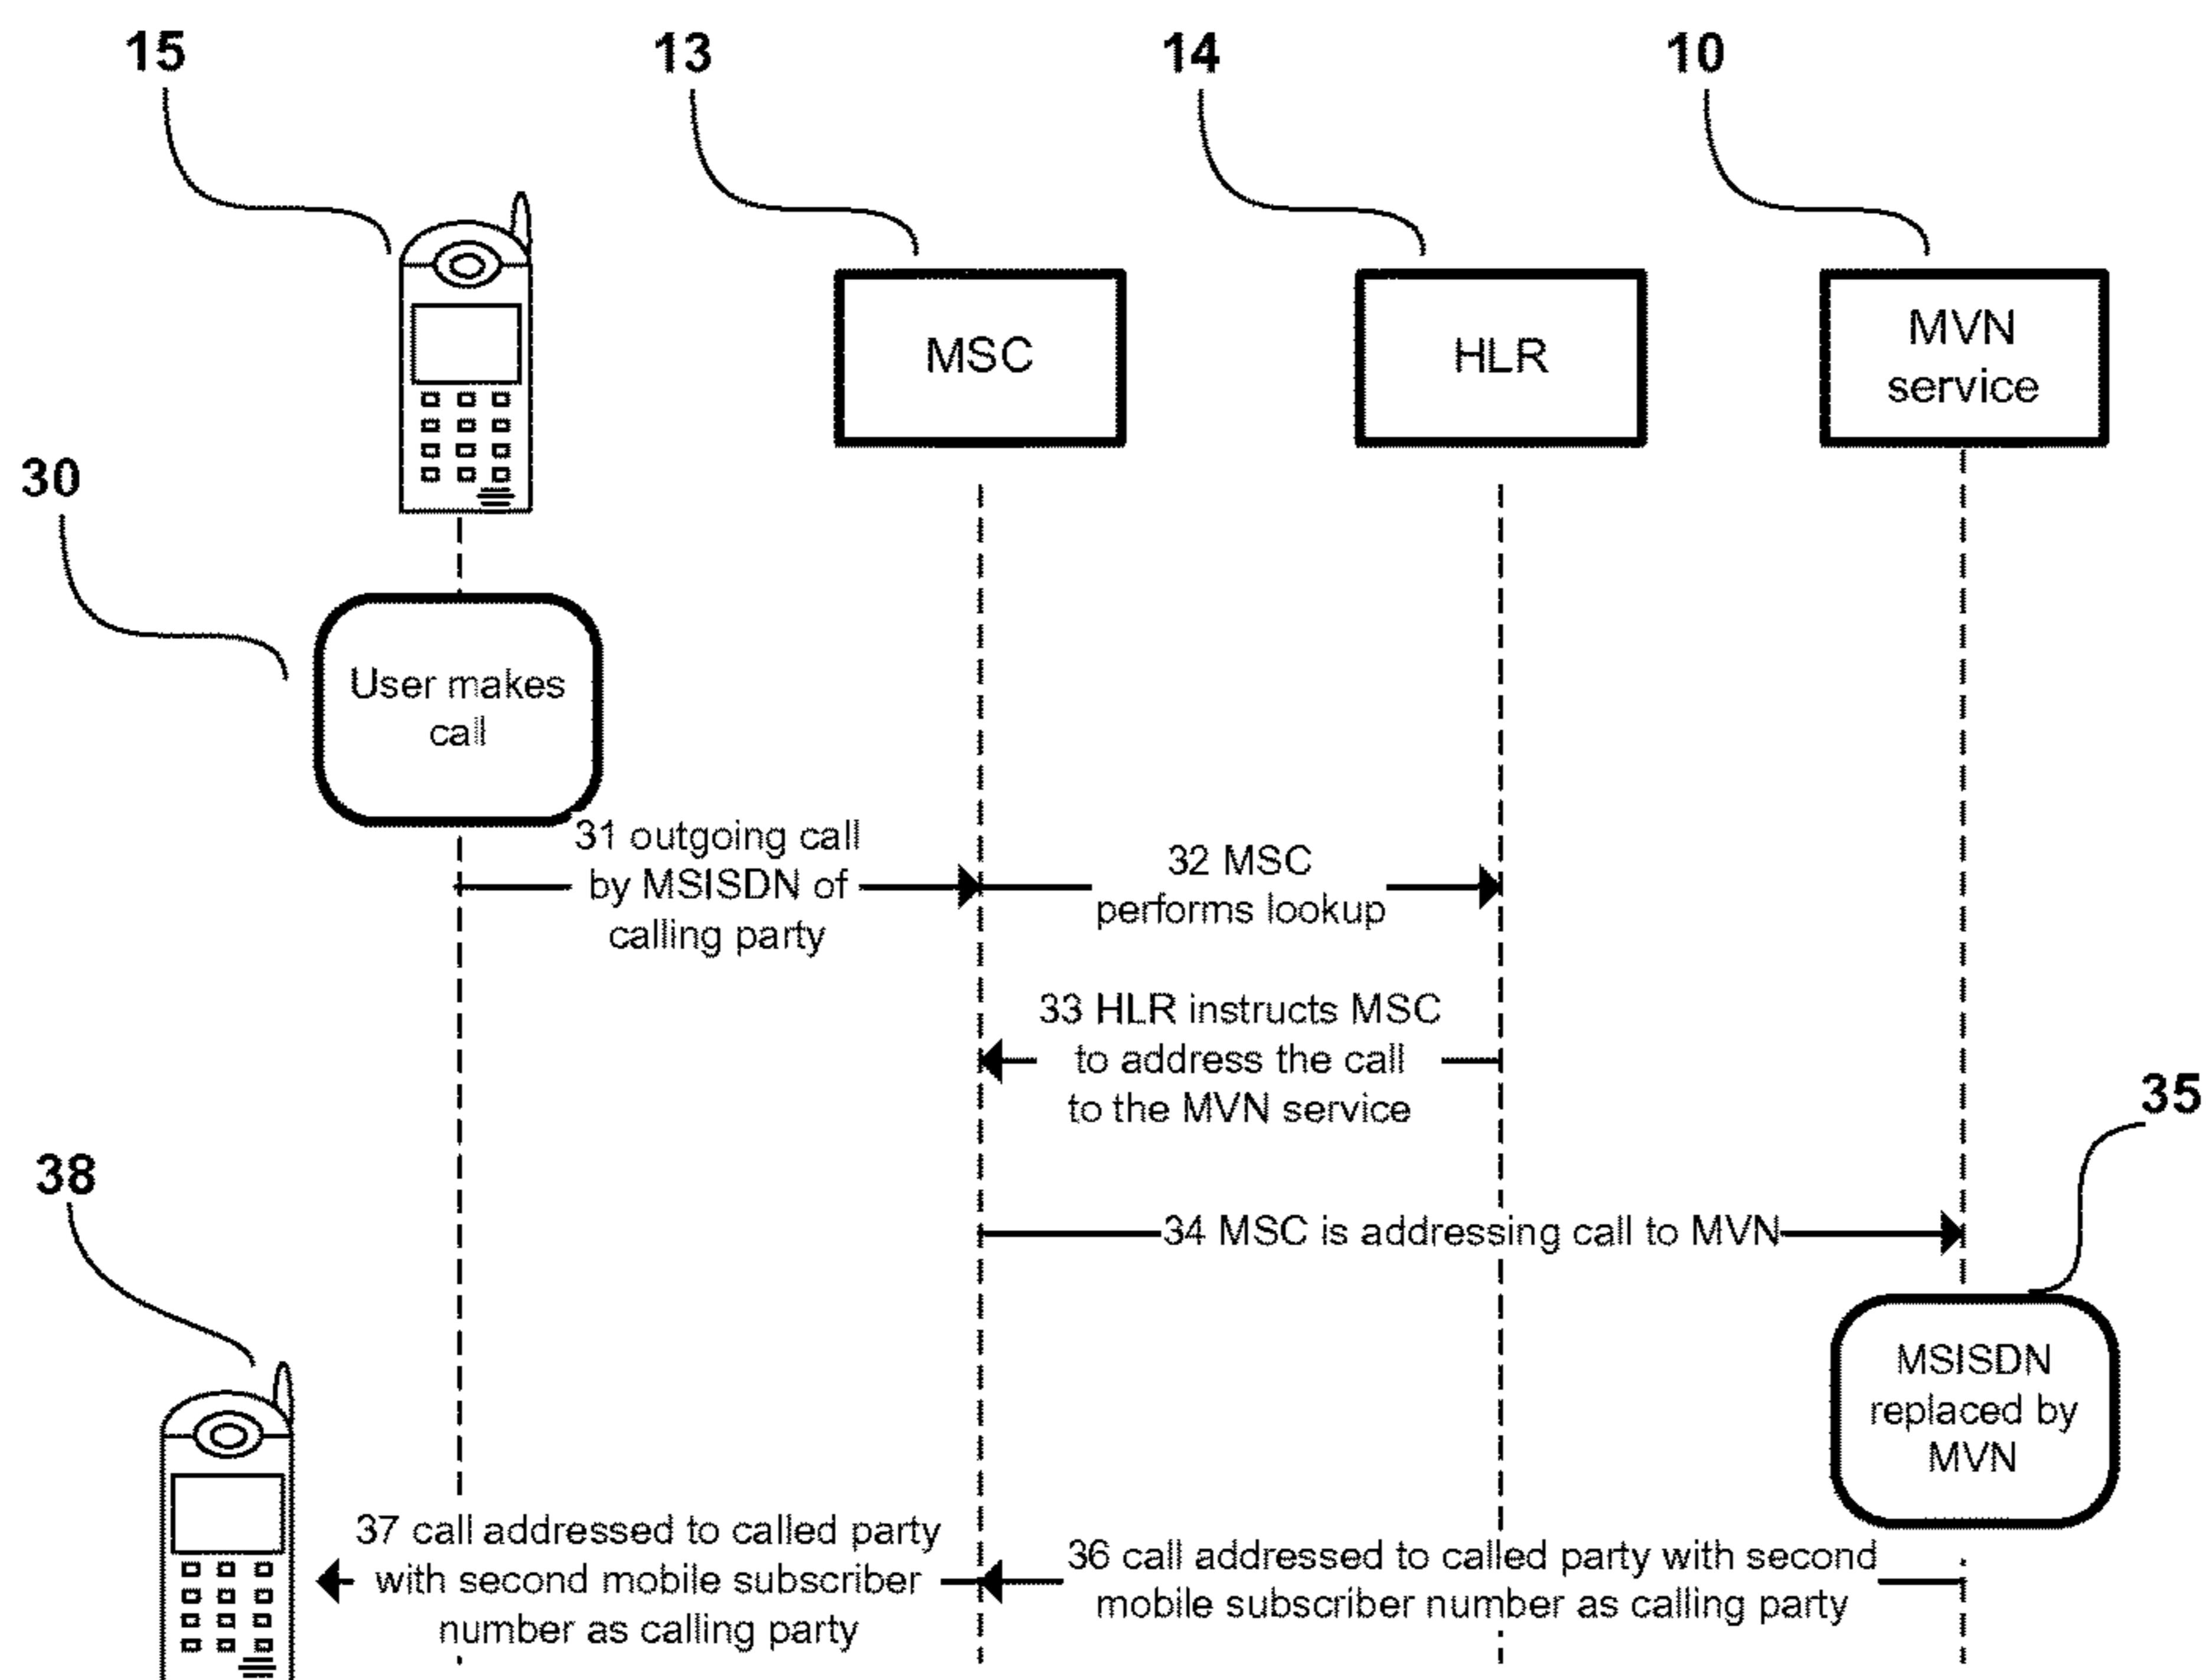 15
13
14
10
MSC
HLR
MVN
service
30
User makes
call
31 outgoing call
by MSISDN of
calling party
32 MSC
performs lookup
33 HLR instructs MSC
to address the call
to the MVN service
35
38
34 MSC is addressing call to MVN
MSISDN
replaced by
MVN
37 call addressed to called party
with second mobile subscriber
number as calling party
36 call addressed to called party with second
mobile subscriber number as calling party